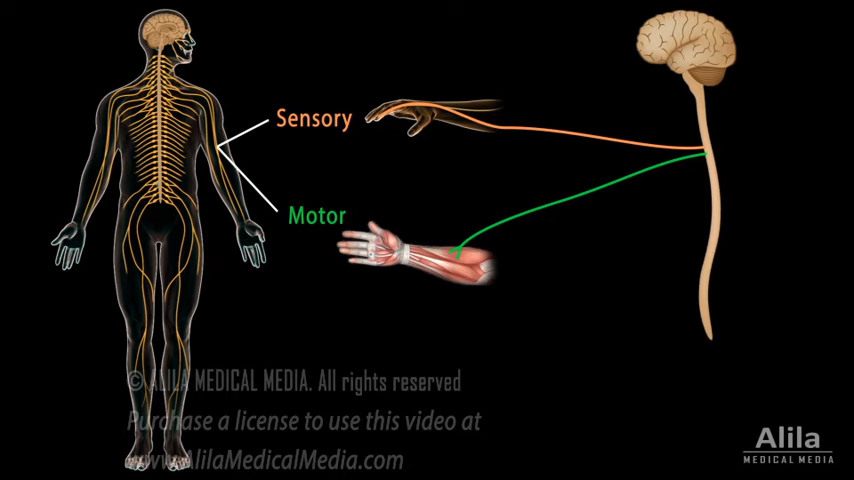 Sensory
Motor
© ALILA MEDICAL MEDIA. All rights reserved
Purchase a license to use this video at
www.AlilaMedicalMedia.com
Alila
MEDICAL MEDIA